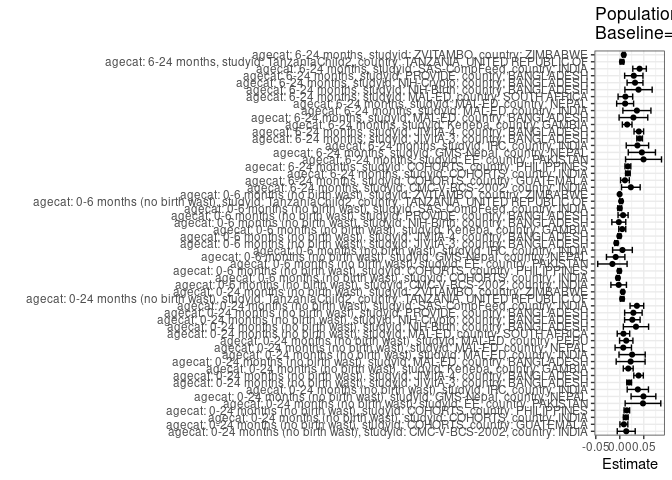 Population
Baseline=
agecat: 6-24 months, studyid: ZVITAMBO, country: ZIMBABWE
agecat: 6-24 months, studyid: TanzaniaChild2, country: TANZANIA, UNITED REPUBLIC OF
agecat: 6-24 months, studyid: SAS-CompFeed, country: INDIA
agecat: 6-24 months, studyid: PROVIDE, country: BANGLADESH
agecat: 6-24 months, studyid: NIH-Crypto, country: BANGLADESH
agecat: 6-24 months, studyid: NIH-Birth, country: BANGLADESH
agecat: 6-24 months, studyid: MAL-ED, country: SOUTH AFRICA
agecat: 6-24 months, studyid: MAL-ED, country: NEPAL
agecat: 6-24 months, studyid: MAL-ED, country: INDIA
agecat: 6-24 months, studyid: MAL-ED, country: BANGLADESH
agecat: 6-24 months, studyid: Keneba, country: GAMBIA
agecat: 6-24 months, studyid: JiVitA-4, country: BANGLADESH
agecat: 6-24 months, studyid: JiVitA-3, country: BANGLADESH
agecat: 6-24 months, studyid: IHC, country: INDIA
agecat: 6-24 months, studyid: GMS-Nepal, country: NEPAL
agecat: 6-24 months, studyid: EE, country: PAKISTAN
agecat: 6-24 months, studyid: COHORTS, country: PHILIPPINES
agecat: 6-24 months, studyid: COHORTS, country: INDIA
agecat: 6-24 months, studyid: COHORTS, country: GUATEMALA
agecat: 6-24 months, studyid: CMC-V-BCS-2002, country: INDIA
agecat: 0-6 months (no birth wast), studyid: ZVITAMBO, country: ZIMBABWE
agecat: 0-6 months (no birth wast), studyid: TanzaniaChild2, country: TANZANIA, UNITED REPUBLIC OF
agecat: 0-6 months (no birth wast), studyid: SAS-CompFeed, country: INDIA
agecat: 0-6 months (no birth wast), studyid: PROVIDE, country: BANGLADESH
agecat: 0-6 months (no birth wast), studyid: NIH-Crypto, country: BANGLADESH
agecat: 0-6 months (no birth wast), studyid: Keneba, country: GAMBIA
agecat: 0-6 months (no birth wast), studyid: JiVitA-4, country: BANGLADESH
agecat: 0-6 months (no birth wast), studyid: JiVitA-3, country: BANGLADESH
agecat: 0-6 months (no birth wast), studyid: IHC, country: INDIA
agecat: 0-6 months (no birth wast), studyid: GMS-Nepal, country: NEPAL
agecat: 0-6 months (no birth wast), studyid: EE, country: PAKISTAN
agecat: 0-6 months (no birth wast), studyid: COHORTS, country: PHILIPPINES
agecat: 0-6 months (no birth wast), studyid: COHORTS, country: INDIA
agecat: 0-6 months (no birth wast), studyid: CMC-V-BCS-2002, country: INDIA
agecat: 0-24 months (no birth wast), studyid: ZVITAMBO, country: ZIMBABWE
agecat: 0-24 months (no birth wast), studyid: TanzaniaChild2, country: TANZANIA, UNITED REPUBLIC OF
agecat: 0-24 months (no birth wast), studyid: SAS-CompFeed, country: INDIA
agecat: 0-24 months (no birth wast), studyid: PROVIDE, country: BANGLADESH
agecat: 0-24 months (no birth wast), studyid: NIH-Crypto, country: BANGLADESH
agecat: 0-24 months (no birth wast), studyid: NIH-Birth, country: BANGLADESH
agecat: 0-24 months (no birth wast), studyid: MAL-ED, country: SOUTH AFRICA
agecat: 0-24 months (no birth wast), studyid: MAL-ED, country: PERU
agecat: 0-24 months (no birth wast), studyid: MAL-ED, country: NEPAL
agecat: 0-24 months (no birth wast), studyid: MAL-ED, country: INDIA
agecat: 0-24 months (no birth wast), studyid: MAL-ED, country: BANGLADESH
agecat: 0-24 months (no birth wast), studyid: Keneba, country: GAMBIA
agecat: 0-24 months (no birth wast), studyid: JiVitA-4, country: BANGLADESH
agecat: 0-24 months (no birth wast), studyid: JiVitA-3, country: BANGLADESH
agecat: 0-24 months (no birth wast), studyid: IHC, country: INDIA
agecat: 0-24 months (no birth wast), studyid: GMS-Nepal, country: NEPAL
agecat: 0-24 months (no birth wast), studyid: EE, country: PAKISTAN
agecat: 0-24 months (no birth wast), studyid: COHORTS, country: PHILIPPINES
agecat: 0-24 months (no birth wast), studyid: COHORTS, country: INDIA
agecat: 0-24 months (no birth wast), studyid: COHORTS, country: GUATEMALA
agecat: 0-24 months (no birth wast), studyid: CMC-V-BCS-2002, country: INDIA
-0.05 0.00 0.05
Estimate